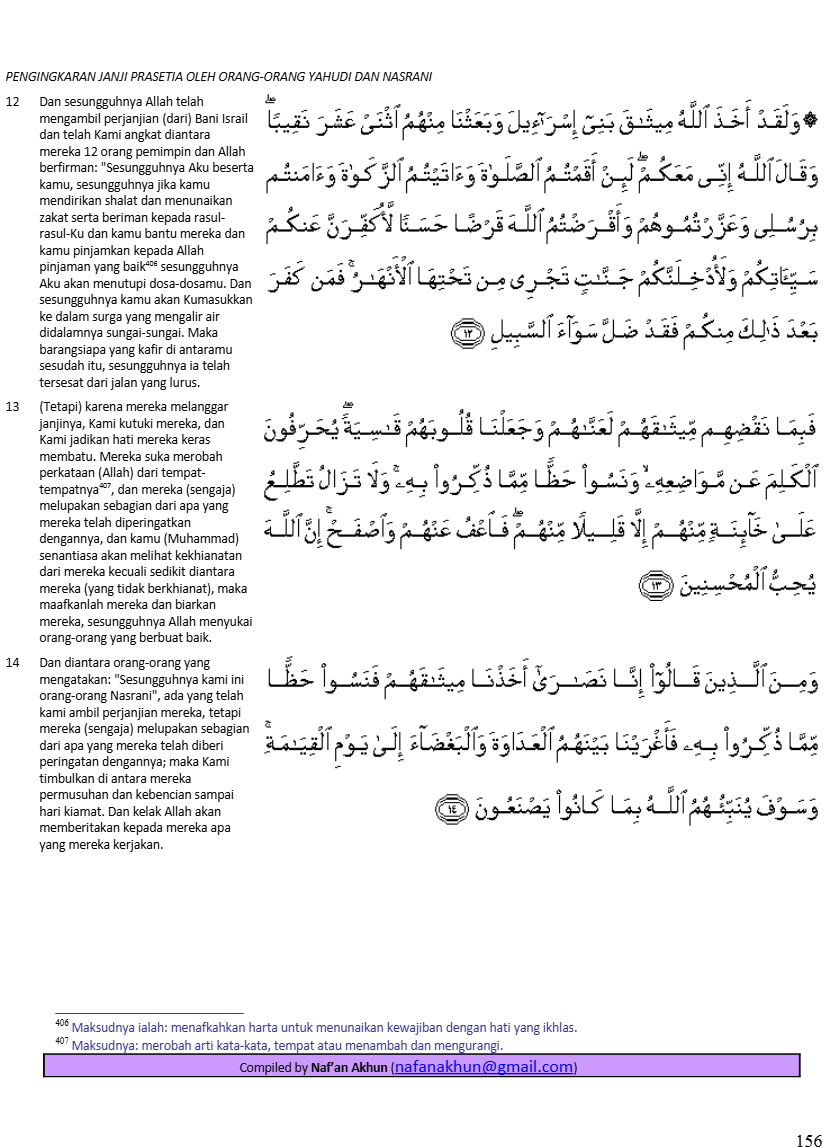 PENGINGKARAN JANJI PRASETIA OLEH ORANG-ORANG YAHUDI DAN NASRANI
12 Dan sesungguhnya Allah telah
mengambil perjanjian (dari) Bani Israil
dan telah Kami angkat diantara
mereka 12 orang pemimpin dan Allah
berfirman: "Sesungguhnya Aku beserta
kamu, sesungguhnya jika kamu
mendirikan shalat dan menunaikan
zakat serta beriman kepada rasul-
rasul-Ku dan kamu bantu mereka dan
kamu pinjamkan kepada Allah
pinjaman yang baik⁴⁰⁶ sesungguhnya
Aku akan menutupi dosa-dosamu. Dan
sesungguhnya kamu akan Kumasukkan
ke dalam surga yang mengalir air
didalamnya sungai-sungai. Maka
barangsiapa yang kafir di antaramu
sesudah itu, sesungguhnya ia telah
tersesat dari jalan yang lurus.
۞ وَلَقَدْ أَخَذَ ٱللَّهُ مِيثَـٰقَ بَنِىٓ إِسْرَٰٓءِيلَ وَبَعَثْنَا مِنْهُمُ ٱثْنَىْ عَشَرَ نَقِيبًا ۖ
وَقَالَ ٱللَّهُ إِنِّى مَعَكُمْ ۖ لَئِنْ أَقَمْتُمُ ٱلصَّلَوٰةَ وَءَاتَيْتُمُ ٱلزَّكَوٰةَ وَءَامَنتُم
بِرُسُلِى وَعَزَّرْتُمُوهُمْ وَأَقْرَضْتُمُ ٱللَّهَ قَرْضًا حَسَنًا لَّأُكَفِّرَنَّ عَنكُمْ
سَيِّـَٔاتِكُمْ وَلَأُدْخِلَنَّكُمْ جَنَّـٰتٍ تَجْرِى مِن تَحْتِهَا ٱلْأَنْهَـٰرُ ۚ فَمَن كَفَرَ
بَعْدَ ذَٰلِكَ مِنكُمْ فَقَدْ ضَلَّ سَوَآءَ ٱلسَّبِيلِ ١٢
13 (Tetapi) karena mereka melanggar
janjinya, Kami kutuki mereka, dan
Kami jadikan hati mereka keras
membatu. Mereka suka merobah
perkataan (Allah) dari tempat-
tempatnya⁴⁰⁷, dan mereka (sengaja)
melupakan sebagian dari apa yang
mereka telah diperingatkan
dengannya, dan kamu (Muhammad)
senantiasa akan melihat kekhianatan
dari mereka kecuali sedikit diantara
mereka (yang tidak berkhianat), maka
maafkanlah mereka dan biarkan
mereka, sesungguhnya Allah menyukai
orang-orang yang berbuat baik.
فَبِمَا نَقْضِهِم مِّيثَـٰقَهُمْ لَعَنَّـٰهُمْ وَجَعَلْنَا قُلُوبَهُمْ قَـٰسِيَةً ۖ يُحَرِّفُونَ
ٱلْكَلِمَ عَن مَّوَاضِعِهِۦ ۙ وَنَسُوا۟ حَظًّا مِّمَّا ذُكِّرُوا۟ بِهِۦ ۚ وَلَا تَزَالُ تَطَّلِعُ
عَلَىٰ خَآئِنَةٍ مِّنْهُمْ إِلَّا قَلِيلًا مِّنْهُمْ ۖ فَٱعْفُ عَنْهُمْ وَٱصْفَحْ ۚ إِنَّ ٱللَّهَ
يُحِبُّ ٱلْمُحْسِنِينَ ١٣
14 Dan diantara orang-orang yang
mengatakan: "Sesungguhnya kami ini
orang-orang Nasrani", ada yang telah
kami ambil perjanjian mereka, tetapi
mereka (sengaja) melupakan sebagian
dari apa yang mereka telah diberi
peringatan dengannya; maka Kami
timbulkan di antara mereka
permusuhan dan kebencian sampai
hari kiamat. Dan kelak Allah akan
memberitakan kepada mereka apa
yang mereka kerjakan.
وَمِنَ ٱلَّذِينَ قَالُوٓا۟ إِنَّا نَصَـٰرَىٰٓ أَخَذْنَا مِيثَـٰقَهُمْ فَنَسُوا۟ حَظًّا
مِّمَّا ذُكِّرُوا۟ بِهِۦ فَأَغْرَيْنَا بَيْنَهُمُ ٱلْعَدَاوَةَ وَٱلْبَغْضَآءَ إِلَىٰ يَوْمِ ٱلْقِيَـٰمَةِ ۚ
وَسَوْفَ يُنَبِّئُهُمُ ٱللَّهُ بِمَا كَانُوا۟ يَصْنَعُونَ ١٤
⁴⁰⁶ Maksudnya ialah: menafkahkan harta untuk menunaikan kewajiban dengan hati yang ikhlas.
⁴⁰⁷ Maksudnya: merobah arti kata-kata, tempat atau menambah dan mengurangi.
Compiled by Naf’an Akhun (nafanakhun@gmail.com)
156